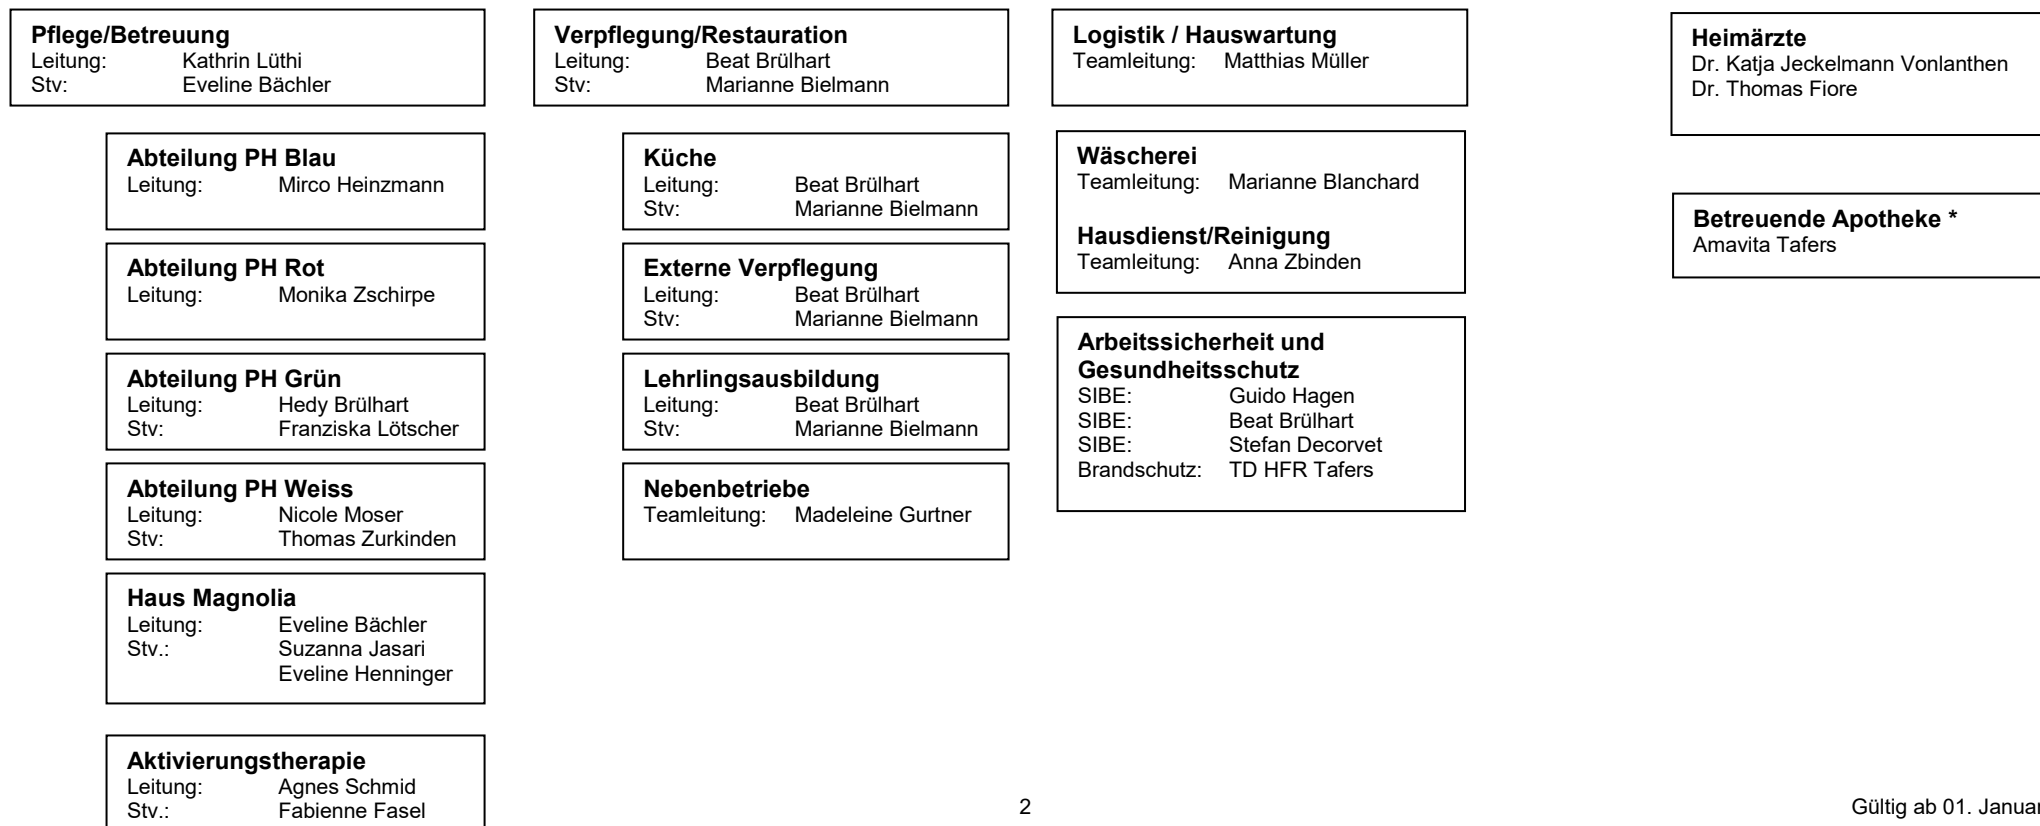 Pflege/Betreuung
Leitung: Kathrin Lüthi
Stv: Eveline Bächler
Abteilung PH Blau
Leitung: Mirco Heinzmann
Abteilung PH Rot
Leitung: Monika Zschirpe
Abteilung PH Grün
Leitung: Hedy Brülhart
Stv: Franziska Lötscher
Abteilung PH Weiss
Leitung: Nicole Moser
Stv: Thomas Zurkinden
Haus Magnolia
Leitung: Eveline Bächler
Stv.: Suzanna Jasari
Eveline Henninger
Aktivierungstherapie
Leitung: Agnes Schmid
Stv.: Fabienne Fasel
Verpflegung/Restauration
Leitung: Beat Brülhart
Stv: Marianne Bielmann
Küche
Leitung: Beat Brülhart
Stv: Marianne Bielmann
Externe Verpflegung
Leitung: Beat Brülhart
Stv: Marianne Bielmann
Lehrlingsausbildung
Leitung: Beat Brülhart
Stv: Marianne Bielmann
Nebenbetriebe
Teamleitung: Madeleine Gurtner
Logistik / Hauswartung
Teamleitung: Matthias Müller
Wäscherei
Teamleitung: Marianne Blanchard
Hausdienst/Reinigung
Teamleitung: Anna Zbinden
Arbeitssicherheit und
Gesundheitsschutz
SIBE: Guido Hagen
SIBE: Beat Brülhart
SIBE: Stefan Decorvet
Brandschutz: TD HFR Tafers
Heimärzte
Dr. Katja Jeckelmann Vonlanthen
Dr. Thomas Fiore
Betreuende Apotheke *
Amavita Tafers
2
Gültig ab 01. Januar